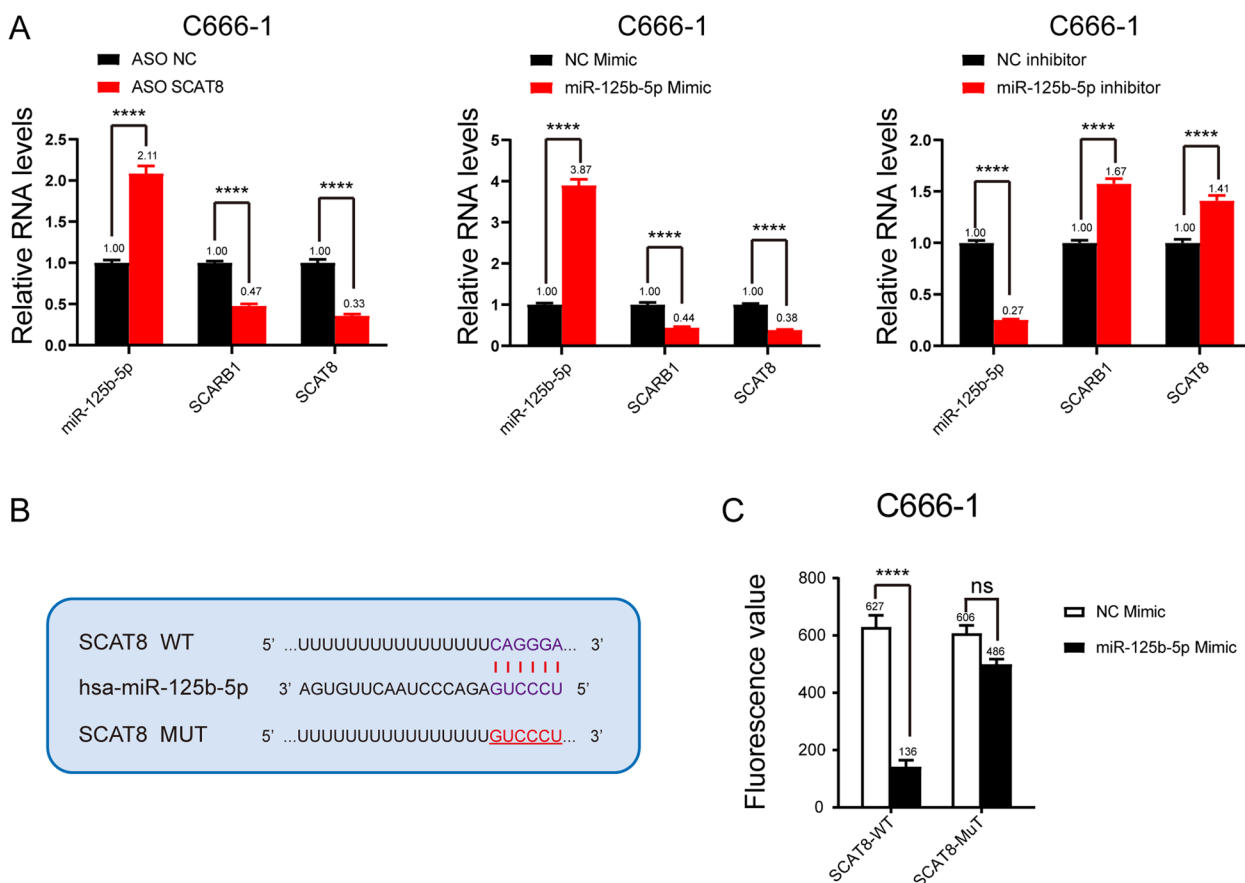 A
C666-1
ASO NC
ASO SCAT8
Relative RNA levels
2.5
2.0
1.5
1.0
0.5
0.0
****
1.00
2.11
****
1.00
0.47
****
1.00
0.33
miR-125b-5p
SCARB1
SCAT8
C666-1
NC Mimic
miR-125b-5p Mimic
Relative RNA levels
5
4
3
2
1
0
****
1.00
3.87
****
1.00
0.44
****
1.00
0.38
miR-125b-5p
SCARB1
SCAT8
C666-1
NC inhibitor
miR-125b-5p inhibitor
Relative RNA levels
2.0
1.5
1.0
0.5
0.0
****
1.00
0.27
****
1.00
1.67
****
1.00
1.41
miR-125b-5p
SCARB1
SCAT8
B
SCAT8 WT 5’ ...UUUUUUUUUUUUUUUUUCAGGGA... 3’
hsa-miR-125b-5p 3’ AGUGUUCAAUCCCAGAGUCCCU 5’
SCAT8 MUT 5’ ...UUUUUUUUUUUUUUUUUGUCCCU... 3’
C
C666-1
NC Mimic
miR-125b-5p Mimic
Fluorescence value
800
600
400
200
0
****
627
136
ns
606
486
SCAT8-WT
SCAT8-MuT